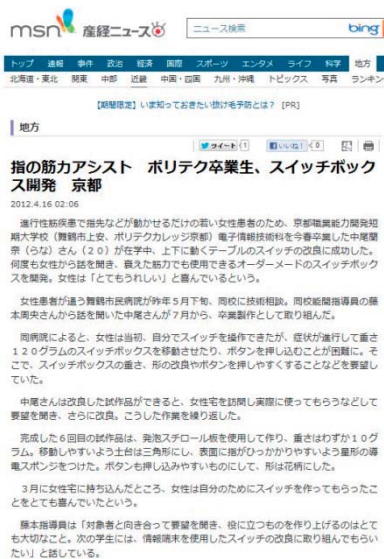 msn 産経ニュース
ニュース検索
bing
トップ 速報 事件 政治 経済 国際 スポーツ エンタメ ライフ 科学 地方
北海道・東北 関東 中部 近畿 中国・四国 九州・沖縄 トピックス 写真 ランキン
【期間限定】いま知っておきたい抜け毛予防とは? [PR]
地方
ツイート 1 いいね! 0
指の筋力アシスト ポリテク卒業生、スイッチボック
ス開発 京都
2012.4.16 02:06
進行性筋疾患で指先などが動かせるだけの若い女性患者のため、京都職業能力開発短
期大学校（舞鶴市上安、ポリテクカレッジ京都）電子情報技術科を今春卒業した中尾蘭
奈（らな）さん（２０）が在学中、上下に動くテーブルのスイッチの改良に成功した。
何度も女性から話を聞き、衰えた筋力でも使用できるオーダーメードのスイッチボック
スを開発。女性は「とてもうれしい」と喜んでいるという。
女性患者が通う舞鶴市民病院が昨年５月下旬、同校に技術相談。同校能開指導員の藤
本周央さんから話を聞いた中尾さんが７月から、卒業製作として取り組んだ。
同病院によると、女性は当初、自分でスイッチを操作できたが、症状が進行して重さ
１２０グラムのスイッチボックスを移動させたり、ボタンを押し込むことが困難に。そ
こで、スイッチボックスの重さ、形の改良やボタンを押しやすくすることなどを要望し
ていた。
中尾さんは改良した試作品ができると、女性宅を訪問し実際に使ってもらうなどして
要望を聞き、さらに改良。こうした作業を繰り返した。
完成した６回目の試作品は、発泡スチロール板を使用して作り、重さはわずか１０グ
ラム。移動しやすいよう土台は三角形にし、表面に指がひっかかりやすいよう星形の導
電スポンジをつけた。ボタンも押し込みやすいものにして、形は花柄にした。
３月に女性宅に持ち込んだところ、女性は自分のためにスイッチを作ってもらったこ
とをとても喜んでいたという。
藤本指導員は「対象者と向き合って要望を聞き、役に立つものを作り上げるのはとて
も大切なこと。次の学生には、情報端末を使用したスイッチの改良に取り組んでもらい
たい」と話している。